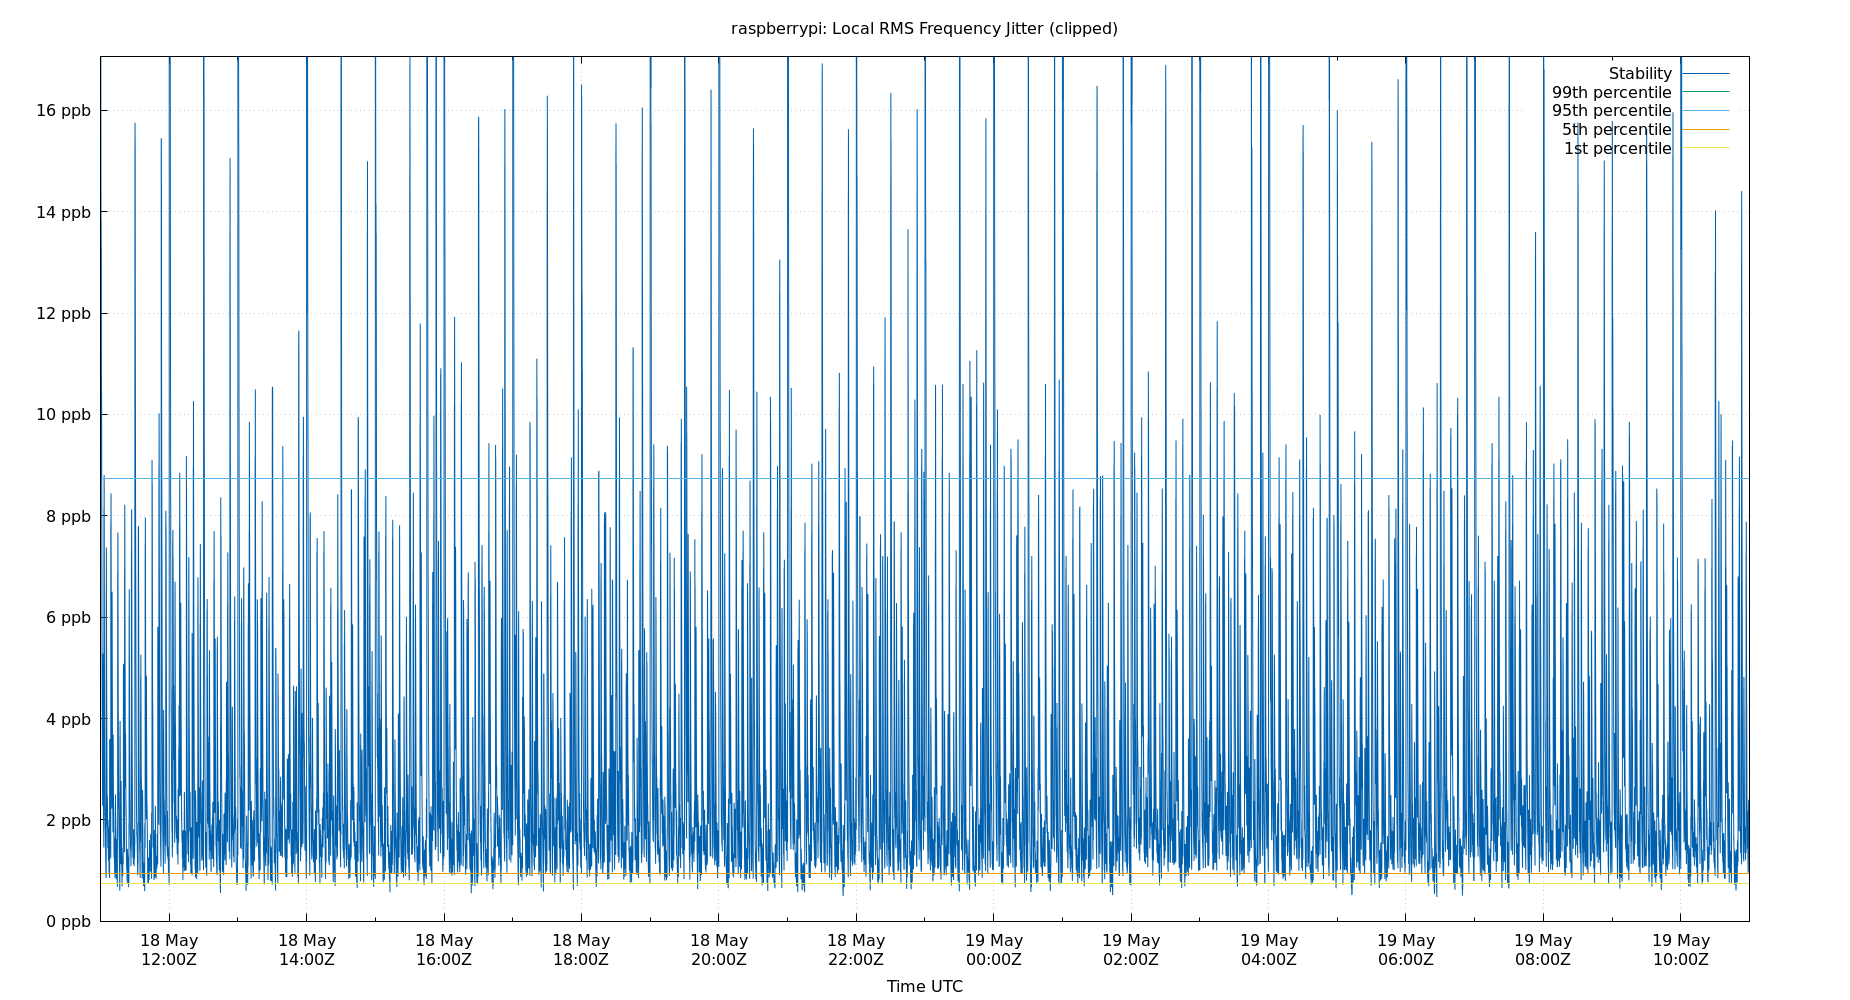 raspberrypi: Local RMS Frequency Jitter (clipped)
Stability
99th percentile
95th percentile
5th percentile
1st percentile
16 ppb
14 ppb
12 ppb
10 ppb
8 ppb
6 ppb
4 ppb
2 ppb
0 ppb
18 May 18 May 18 May 18 May 18 May 18 May 19 May 19 May 19 May 19 May 19 May 19 May
12:00Z 14:00Z 16:00Z 18:00Z 20:00Z 22:00Z 00:00Z 02:00Z 04:00Z 06:00Z 08:00Z 10:00Z
Time UTC